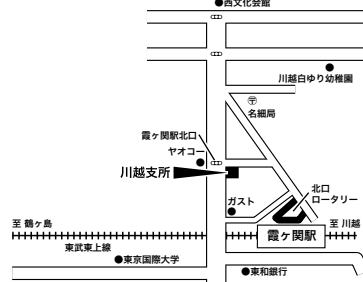 西文化会館
川越白ゆり幼稚園
〒
名細局
霞ヶ関駅北口
ヤオコー
川越支所
北口
ロータリー
ガスト
至 鶴ヶ島
至 川越
霞ヶ関駅
東武東上線
東京国際大学
東和銀行